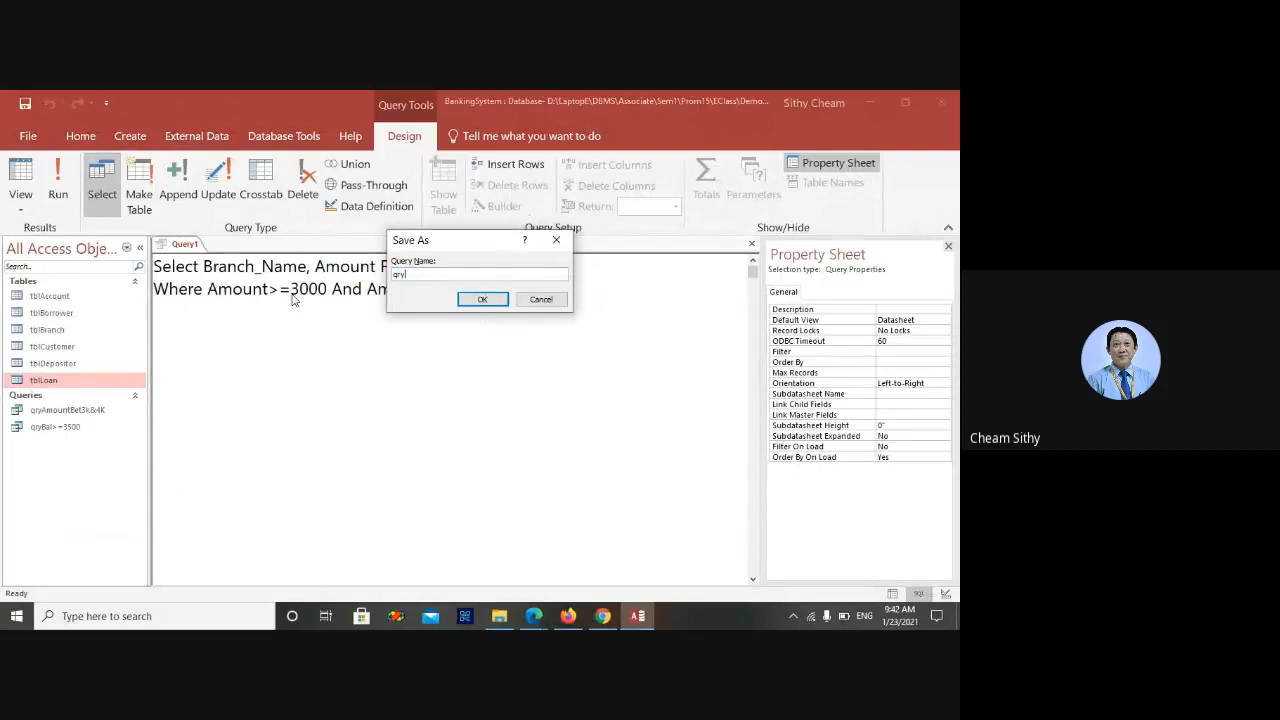 Query Tools
BankingSystem : Database- D:\LaptopE\DBMS\Associate\Sem1\Prom15\EClass\Demo...
Sithy Cheam
File Home Create External Data Database Tools Help Design Tell me what you want to do
View Run Select Make Table Append Update Crosstab Delete
Union
Pass-Through
Data Definition
Show Table
Insert Rows
Delete Rows
Builder
Insert Columns
Delete Columns
Return:
Totals Parameters
Property Sheet
Table Names
Results Query Type Query Setup Show/Hide
All Access Obje...
Search...
Tables
tblAccount
tblBorrower
tblBranch
tblCustomer
tblDepositor
tblLoan
Queries
qryAmountBet3k&4K
qryBal>=3500
Query1
Select Branch_Name, Amount F
Where Amount>=3000 And Am
Save As
?
Query Name:
qry
OK Cancel
Property Sheet
Selection type: Query Properties
General
Description
Default View Datasheet
Record Locks No Locks
ODBC Timeout 60
Filter
Order By
Max Records
Orientation Left-to-Right
Subdatasheet Name
Link Child Fields
Link Master Fields
Subdatasheet Height 0"
Subdatasheet Expanded No
Filter On Load No
Order By On Load Yes
Ready
Type here to search
ENG
9:42 AM
1/23/2021
Cheam Sithy